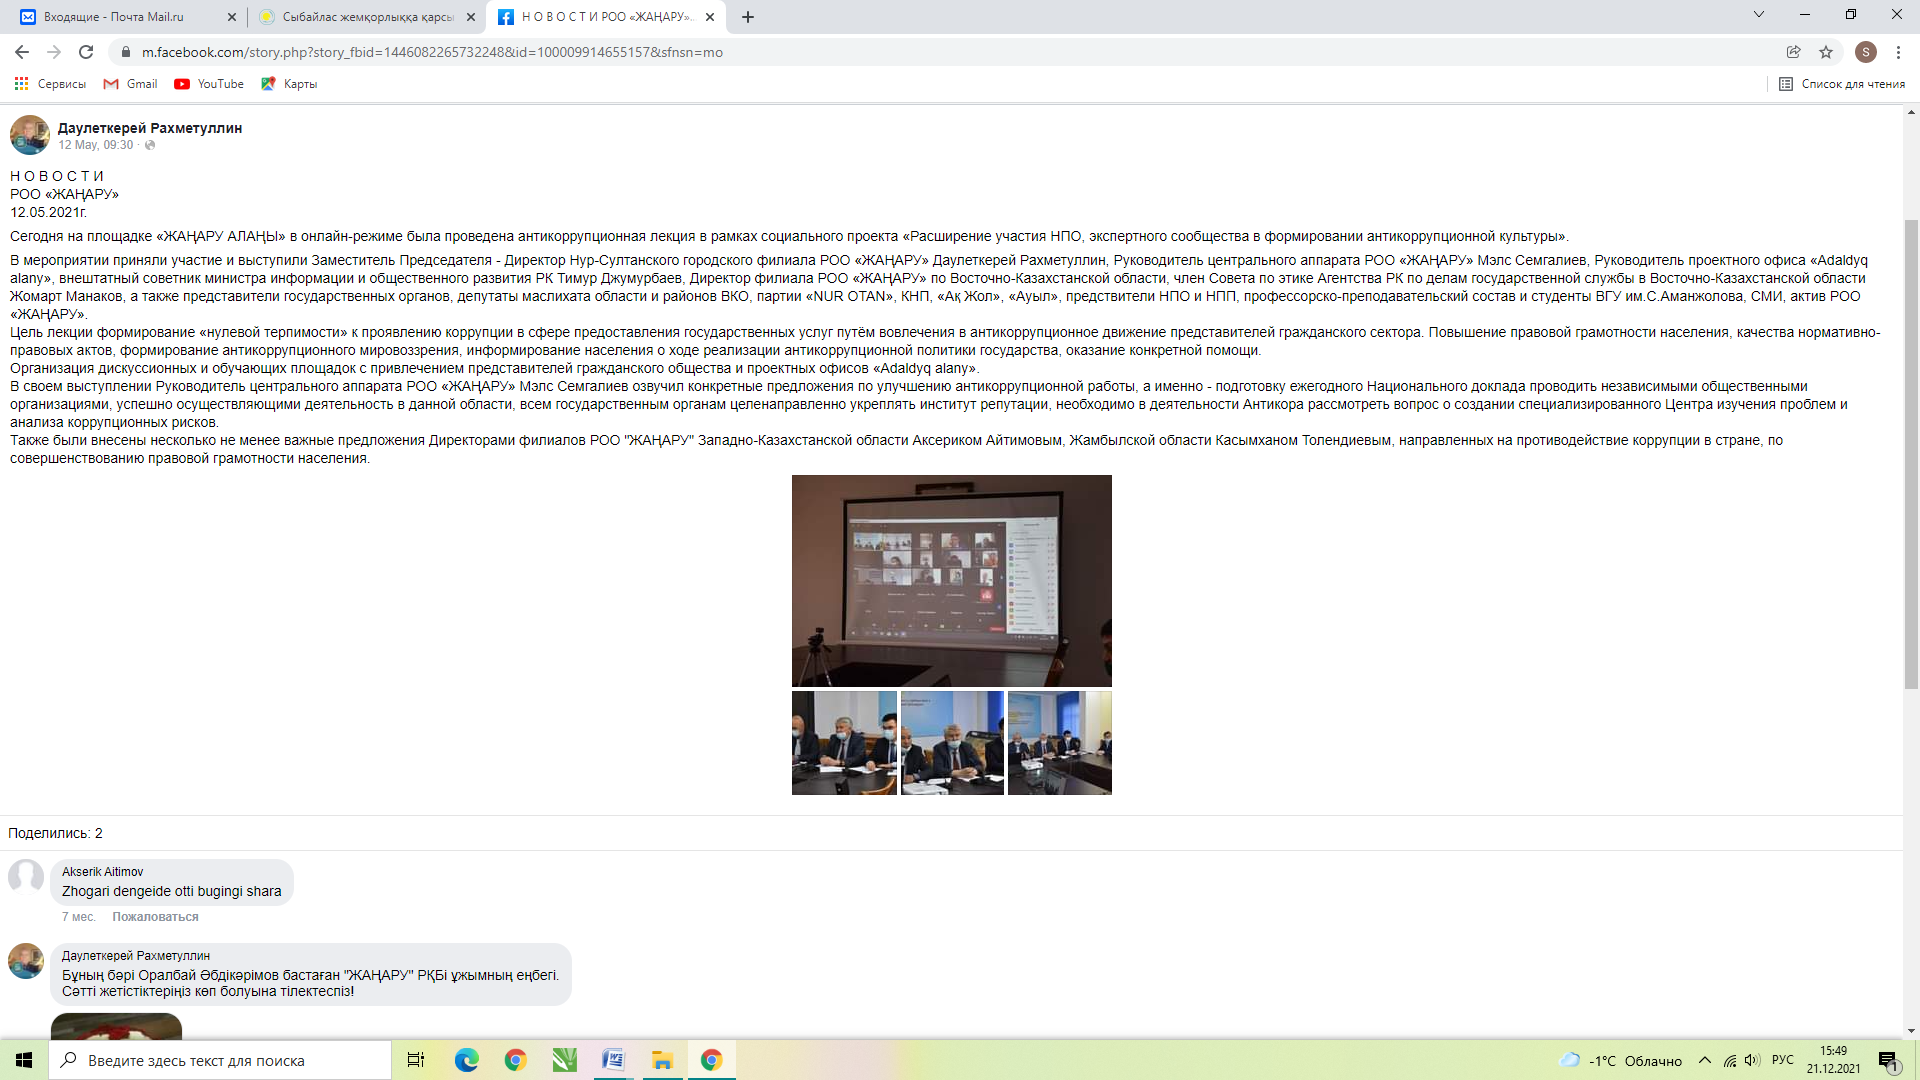 Входящие - Почта Mail.ru
Сыбайлас жемқорлыққа қарсы
Н О В О С Т И РОО «ЖАҢАРУ»...
m.facebook.com/story.php?story_fbid=1446082265732248&id=100009914655157&sfnsn=mo
S
Сервисы
Gmail
YouTube
Карты
Список для чтения
Даулеткерей Рахметуллин
12 May, 09:30 ·
Н О В О С Т И
РОО «ЖАҢАРУ»
12.05.2021г.
Сегодня на площадке «ЖАҢАРУ АЛАҢЫ» в онлайн-режиме была проведена антикоррупционная лекция в рамках социального проекта «Расширение участия НПО, экспертного сообщества в формировании антикоррупционной культуры».
В мероприятии приняли участие и выступили Заместитель Председателя - Директор Нур-Султанского городского филиала РОО «ЖАҢАРУ» Даулеткерей Рахметуллин, Руководитель центрального аппарата РОО «ЖАҢАРУ» Мэлс Семгалиев, Руководитель проектного офиса «Adaldyq
alany», внештатный советник министра информации и общественного развития РК Тимур Джумурбаев, Директор филиала РОО «ЖАҢАРУ» по Восточно-Казахстанской области, член Совета по этике Агентства РК по делам государственной службы в Восточно-Казахстанской области
Жомарт Манаков, а также представители государственных органов, депутаты маслихата области и районов ВКО, партии «NUR OTAN», КНП, «Ақ Жол», «Ауыл», предствители НПО и НПП, профессорско-преподавательский состав и студенты ВГУ им.С.Аманжолова, СМИ, актив РОО
«ЖАҢАРУ».
Цель лекции формирование «нулевой терпимости» к проявлению коррупции в сфере предоставления государственных услуг путём вовлечения в антикоррупционное движение представителей гражданского сектора. Повышение правовой грамотности населения, качества нормативно-
правовых актов, формирование антикоррупционного мировоззрения, информирование населения о ходе реализации антикоррупционной политики государства, оказание конкретной помощи.
Организация дискуссионных и обучающих площадок с привлечением представителей гражданского общества и проектных офисов «Adaldyq alany».
В своем выступлении Руководитель центрального аппарата РОО «ЖАҢАРУ» Мэлс Семгалиев озвучил конкретные предложения по улучшению антикоррупционной работы, а именно - подготовку ежегодного Национального доклада проводить независимыми общественными
организациями, успешно осуществляющими деятельность в данной области, всем государственным органам целенаправленно укреплять институт репутации, необходимо в деятельности Антикора рассмотреть вопрос о создании специализированного Центра изучения проблем и
анализа коррупционных рисков.
Также были внесены несколько не менее важные предложения Директорами филиалов РОО "ЖАҢАРУ" Западно-Казахстанской области Аксериком Айтимовым, Жамбылской области Касымханом Толендиевым, направленных на противодействие коррупции в стране, по
совершенствованию правовой грамотности населения.
Поделились: 2
Akserik Aitimov
Zhogari dengeide otti bugingi shara
7 мес. Пожаловаться
Даулеткерей Рахметуллин
Бұның бәрі Оралбай Әбдікәрімов бастаған "ЖАҢАРУ" РҚБі ұжымның еңбегі.
Сәтті жетістіктеріңіз көп болуына тілектеспіз!
Введите здесь текст для поиска
-1°C Облачно
РУС
15:49
21.12.2021
1